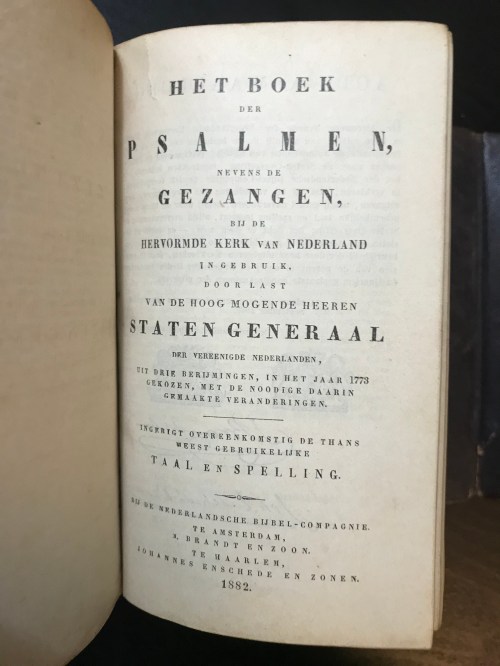 HET BOEK
DER
PSALMEN,
NEVENS DE
GEZANGEN,
BIJ DE
HERVORMDE KERK VAN NEDERLAND
IN GEBRUIK,
DOOR LAST
VAN DE HOOG MOGENDE HEEREN
STATEN GENERAAL
DER VEREENIGDE NEDERLANDEN,
UIT DRIE BERIJMINGEN, IN HET JAAR 1773
GEKOZEN, MET DE NOODIGE DAARIN
GEMAAKTE VERANDERINGEN.
INGERIGT OVEREENKOMSTIG DE THANS
MEEST GEBRUIKELIJKE
TAAL EN SPELLING.
BIJ DE NEDERLANDSCHE BIJBEL-COMPAGNIE.
TE AMSTERDAM,
BRANDT EN ZOON.
TE HAARLEM,
JOHANNES ENSCHEDE EN ZONEN.
1882.